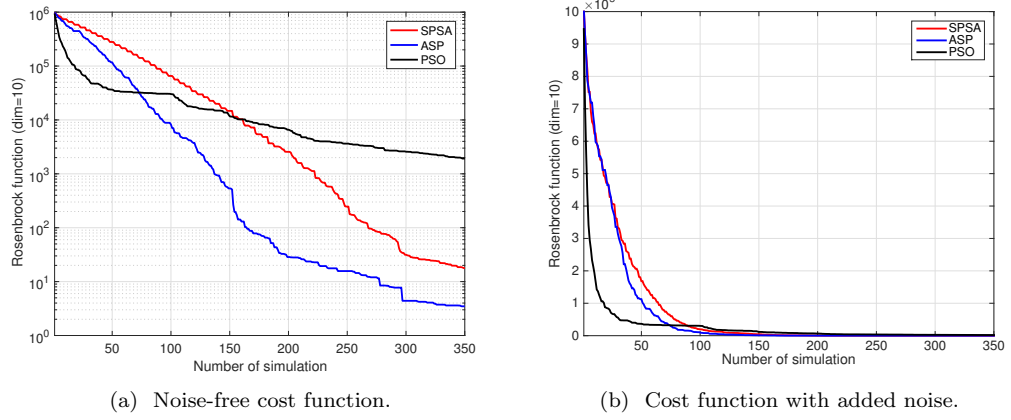 10^6
10^5
10^4
10^3
10^2
10^1
10^0
Rosenbrock function (dim=10)
SPSA
ASP
PSO
50 100 150 200 250 300 350
Number of simulation
(a) Noise-free cost function.
10
9
8
7
6
5
4
3
2
1
0
Rosenbrock function (dim=10)
SPSA
ASP
PSO
50 100 150 200 250 300 350
Number of simulation
(b) Cost function with added noise.